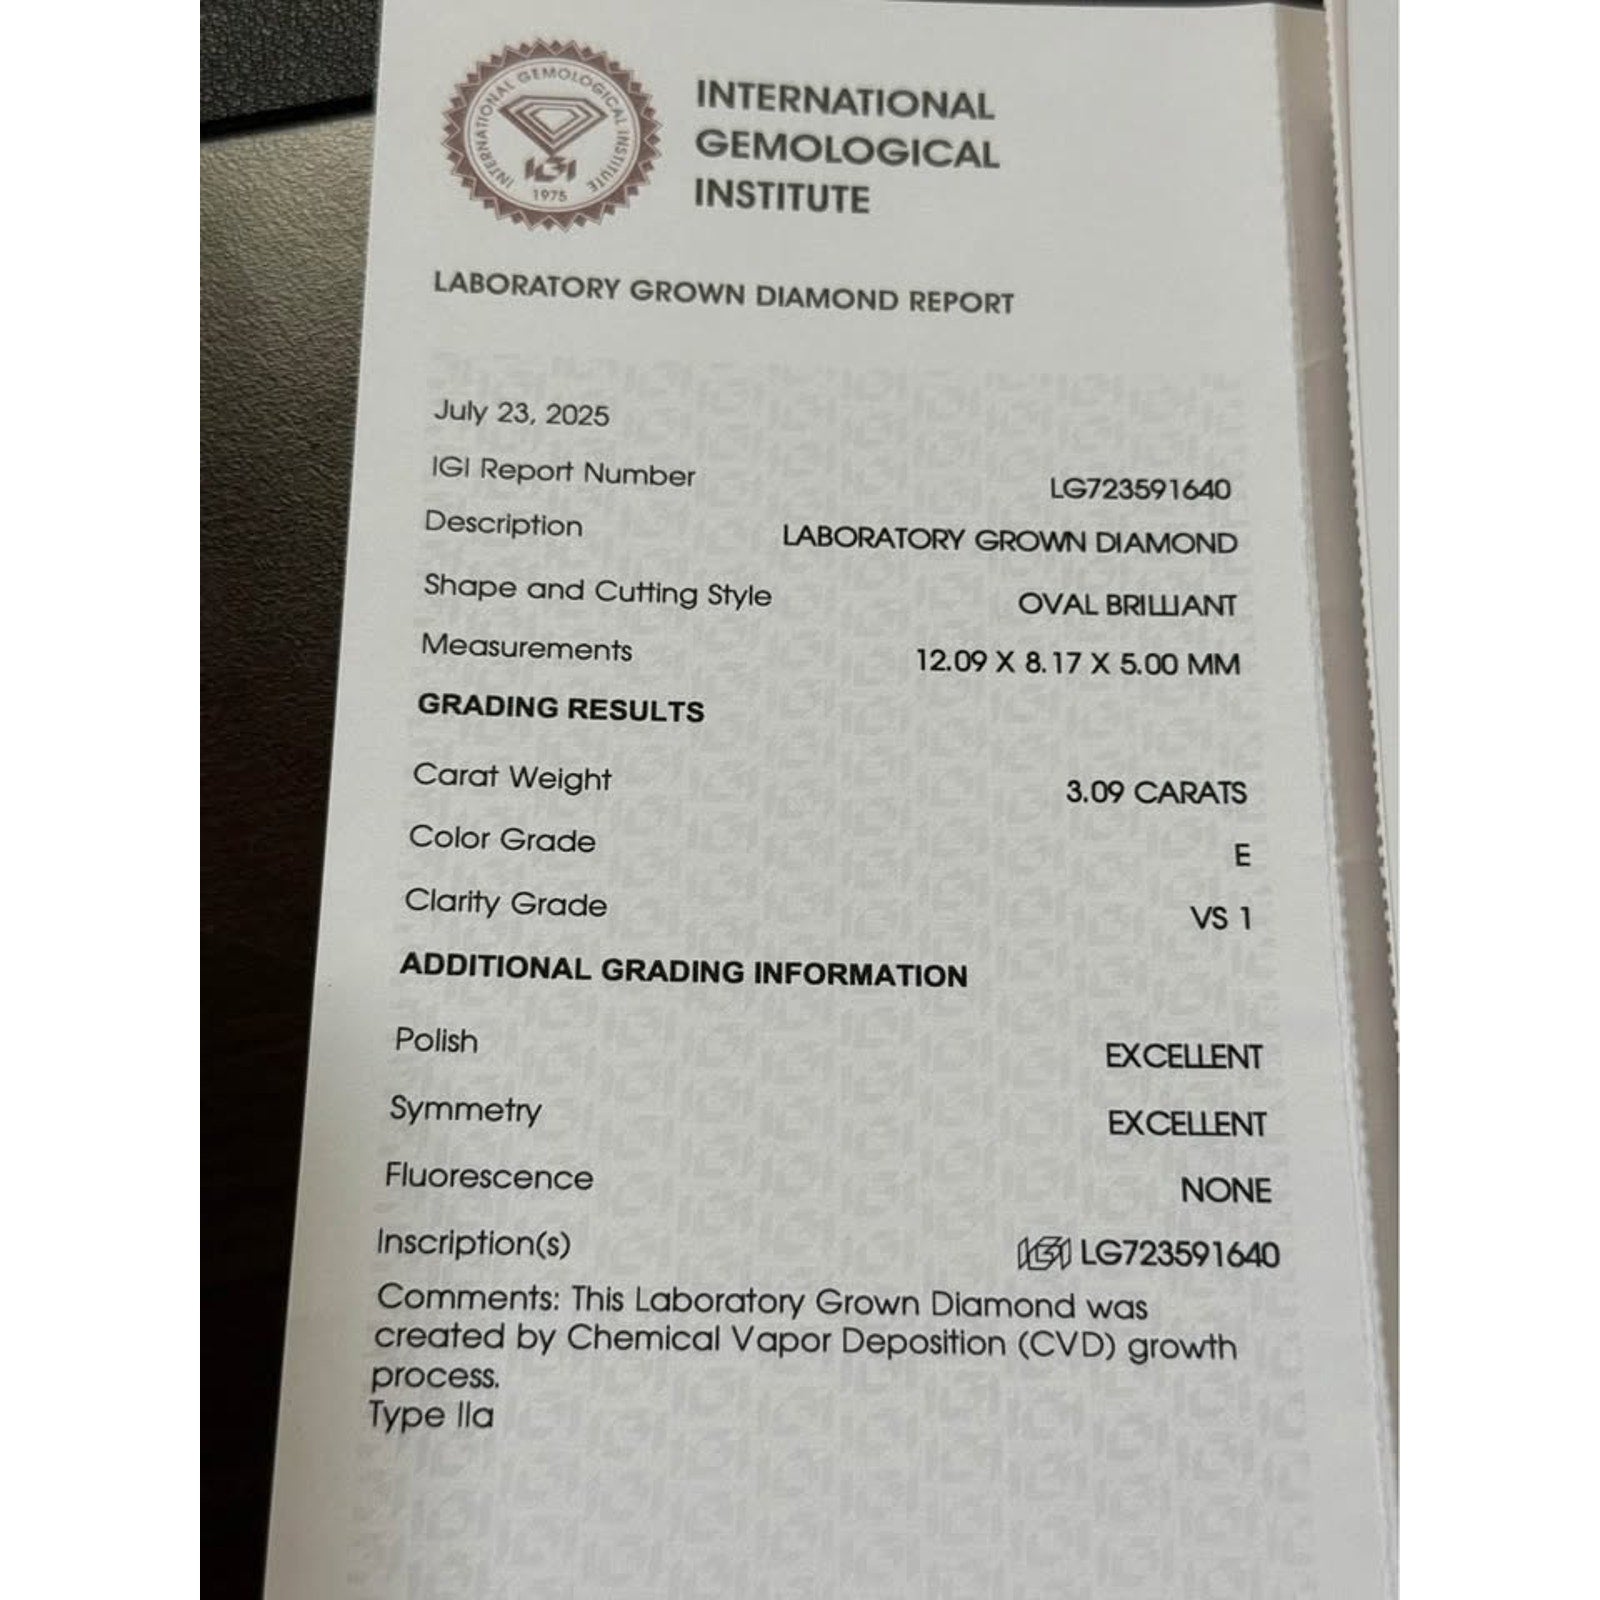 INTERNATIONAL GEMOLOGICAL INSTITUTE
IGI
1975
INTERNATIONAL
GEMOLOGICAL
INSTITUTE
LABORATORY GROWN DIAMOND REPORT
July 23, 2025
IGI Report Number LG723591640
Description LABORATORY GROWN DIAMOND
Shape and Cutting Style OVAL BRILLIANT
Measurements 12.09 X 8.17 X 5.00 MM
GRADING RESULTS
Carat Weight 3.09 CARATS
Color Grade E
Clarity Grade VS 1
ADDITIONAL GRADING INFORMATION
Polish EXCELLENT
Symmetry EXCELLENT
Fluorescence NONE
Inscription(s) IGI LG723591640
Comments: This Laboratory Grown Diamond was
created by Chemical Vapor Deposition (CVD) growth
process.
Type IIa